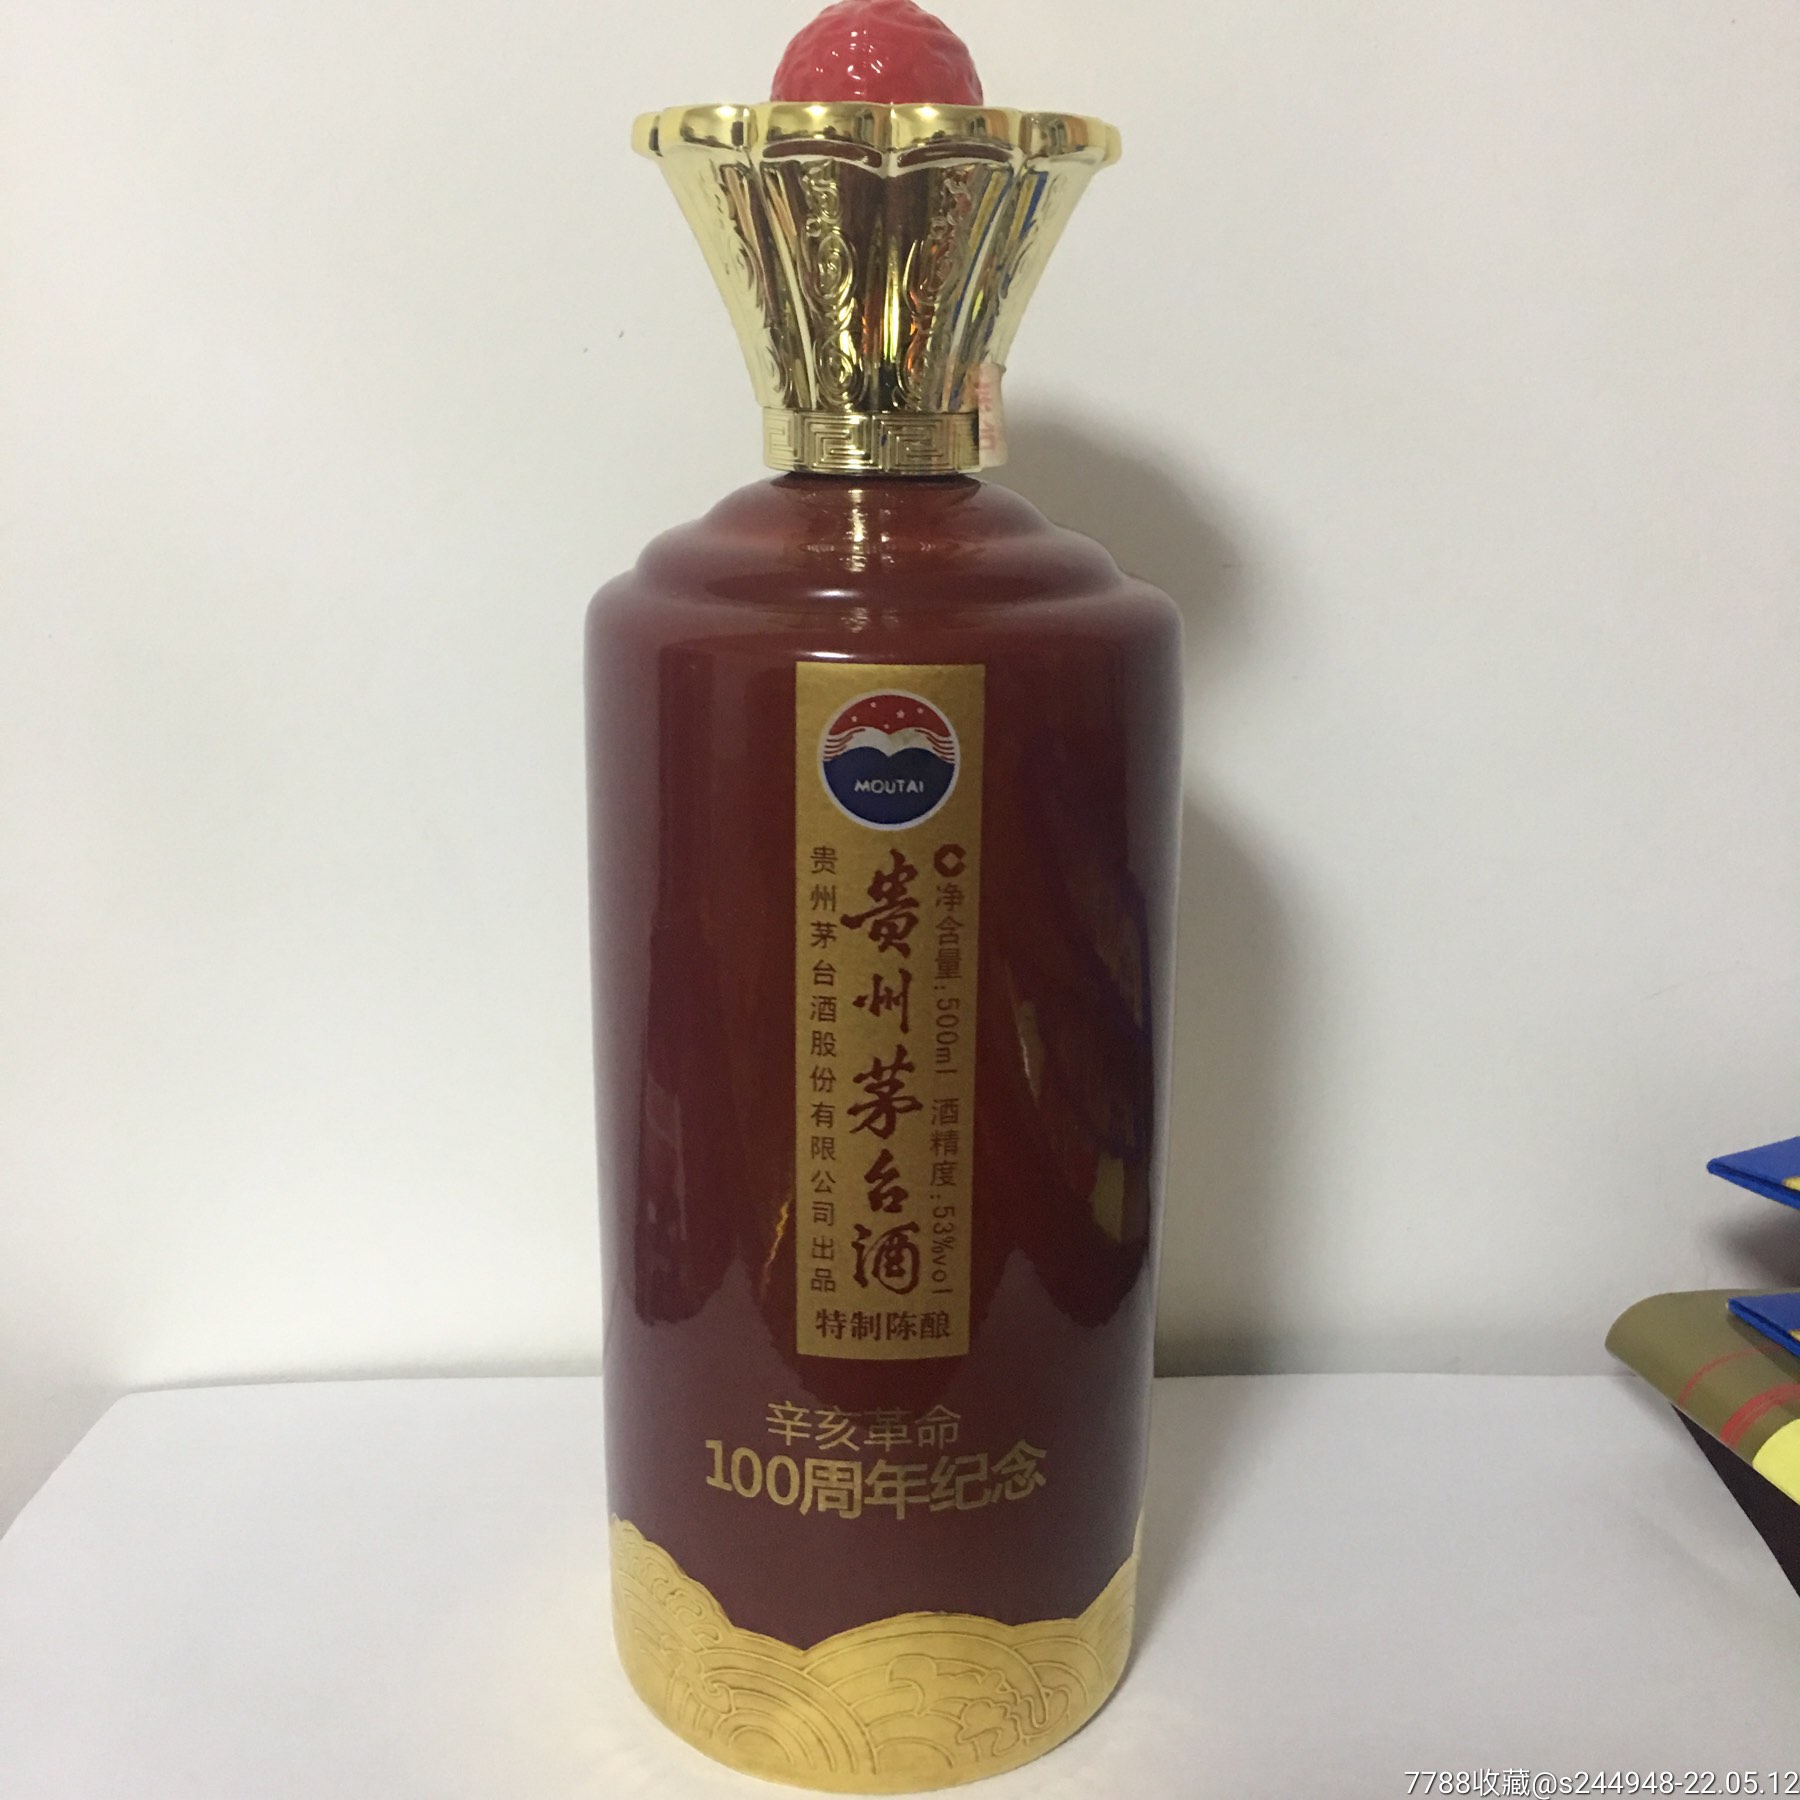 MOUTAI
净含量:500ml 酒精度:53%vol
贵州茅台酒
贵州茅台酒股份有限公司出品
特制陈酿
辛亥革命
100周年纪念
7788收藏@s244948-22.05.12